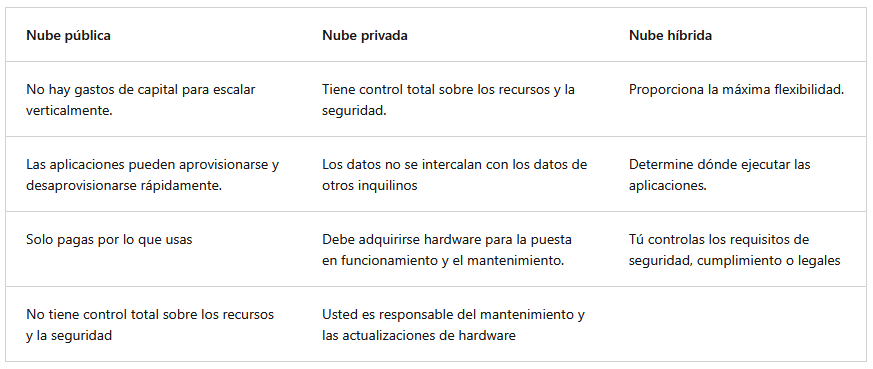 Nube pública
Nube privada
Nube híbrida
No hay gastos de capital para escalar
verticalmente.
Tiene control total sobre los recursos y la
seguridad.
Proporciona la máxima flexibilidad.
Las aplicaciones pueden aprovisionarse y
desaprovisionarse rápidamente.
Los datos no se intercalan con los datos de
otros inquilinos
Determine dónde ejecutar las
aplicaciones.
Solo pagas por lo que usas
Debe adquirirse hardware para la puesta
en funcionamiento y el mantenimiento.
Tú controlas los requisitos de
seguridad, cumplimiento o legales
No tiene control total sobre los recursos
y la seguridad
Usted es responsable del mantenimiento y
las actualizaciones de hardware